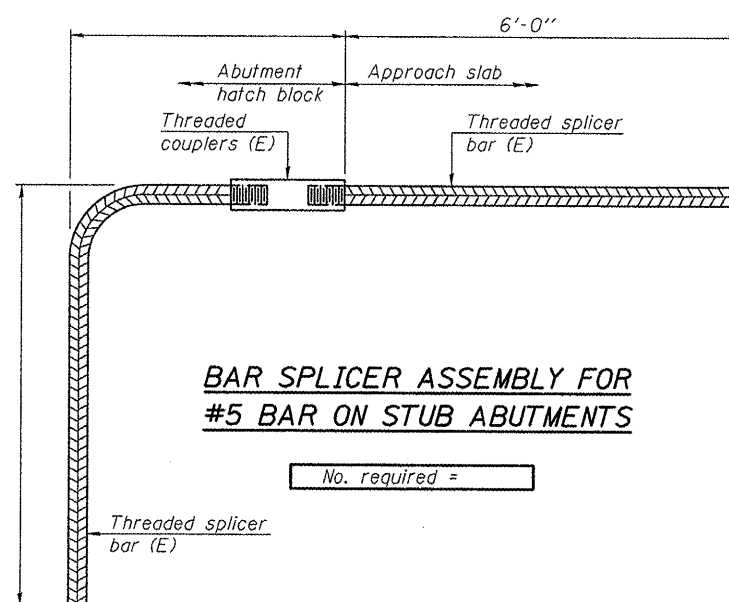 6'-0"
Abutment
hatch block
Approach slab
Threaded
couplers (E)
Threaded splicer
bar (E)
BAR SPLICER ASSEMBLY FOR
#5 BAR ON STUB ABUTMENTS
No. required =
Threaded splicer
bar (E)